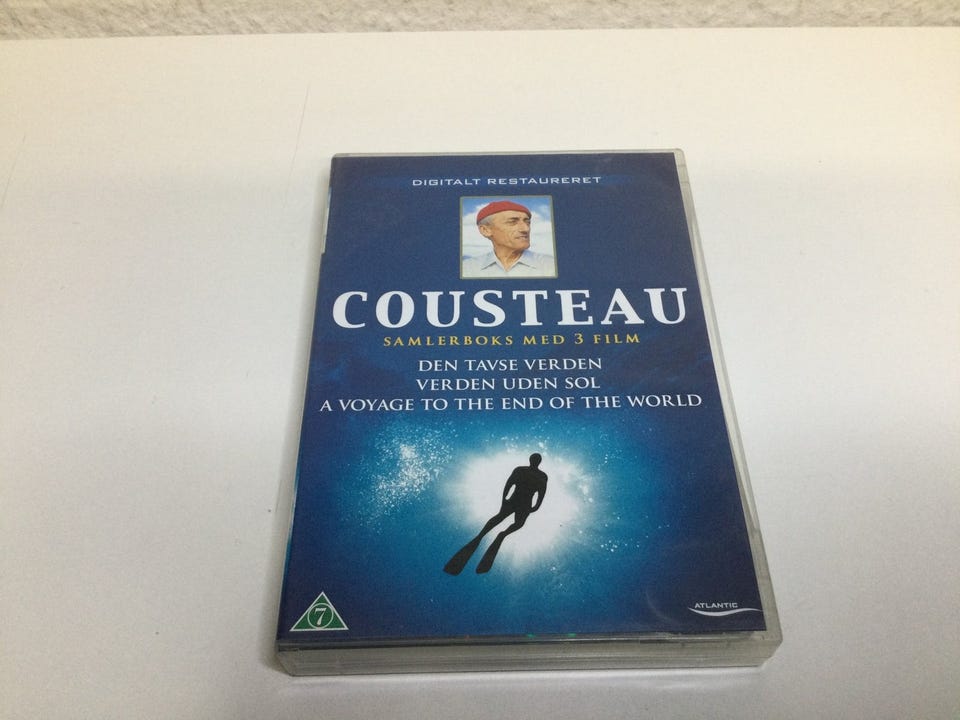 DIGITALT RESTAURERET
COUSTEAU
SAMLERBOKS MED 3 FILM
DEN TAVSE VERDEN
VERDEN UDEN SOL
A VOYAGE TO THE END OF THE WORLD
7
ATLANTIC